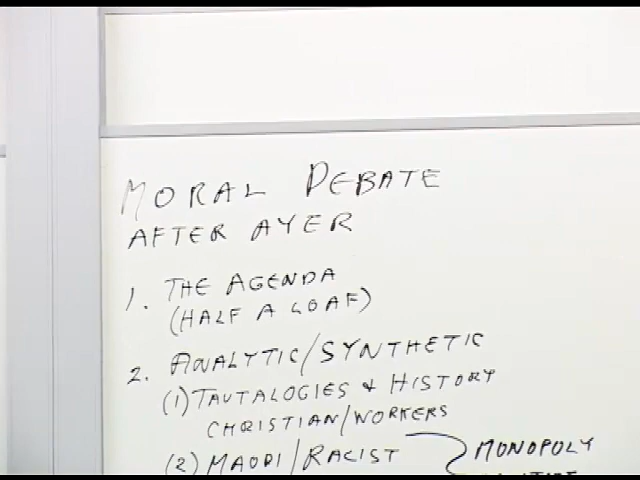 MORAL DEBATE
AFTER AYER
1. THE AGENDA
(HALF A LOAF)
2. ANALYTIC/SYNTHETIC
(1) TAUTALOGIES & HISTORY
CHRISTIAN/WORKERS
(2) MAORI/RACIST MONOPOLY